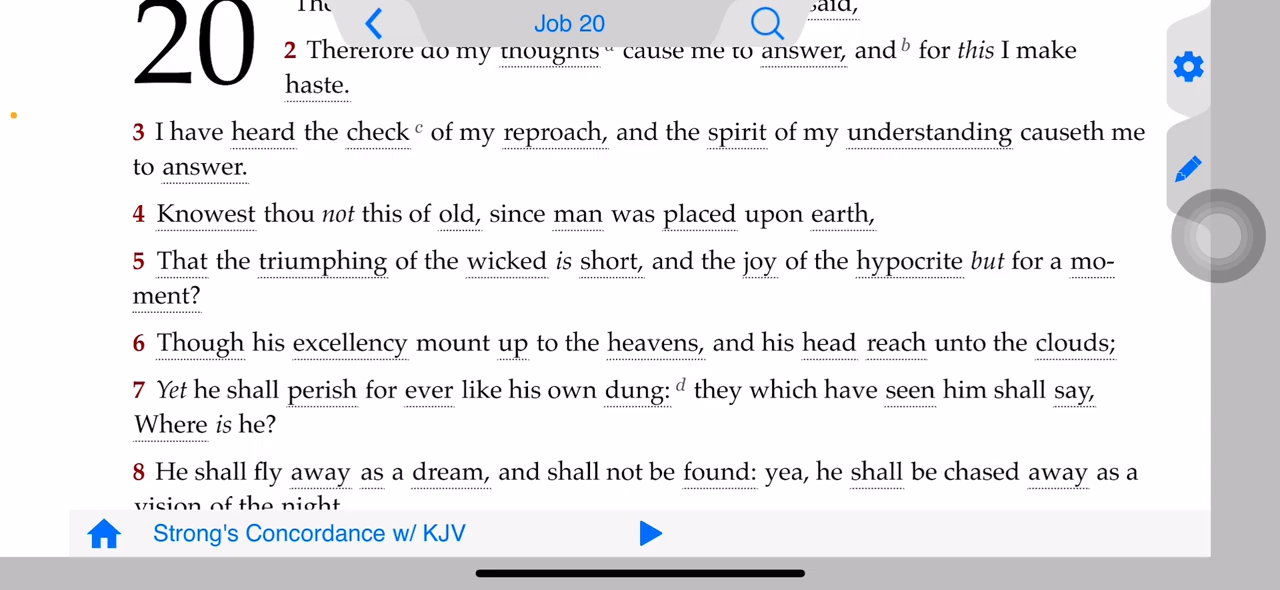 Job 20
said,
20
2 Therefore do my thoughts a cause me to answer, and b for this I make
haste.
3 I have heard the check c of my reproach, and the spirit of my understanding causeth me
to answer.
4 Knowest thou not this of old, since man was placed upon earth,
5 That the triumphing of the wicked is short, and the joy of the hypocrite but for a mo-
ment?
6 Though his excellency mount up to the heavens, and his head reach unto the clouds;
7 Yet he shall perish for ever like his own dung: d they which have seen him shall say,
Where is he?
8 He shall fly away as a dream, and shall not be found: yea, he shall be chased away as a
vision of the night
Strong's Concordance w/ KJV